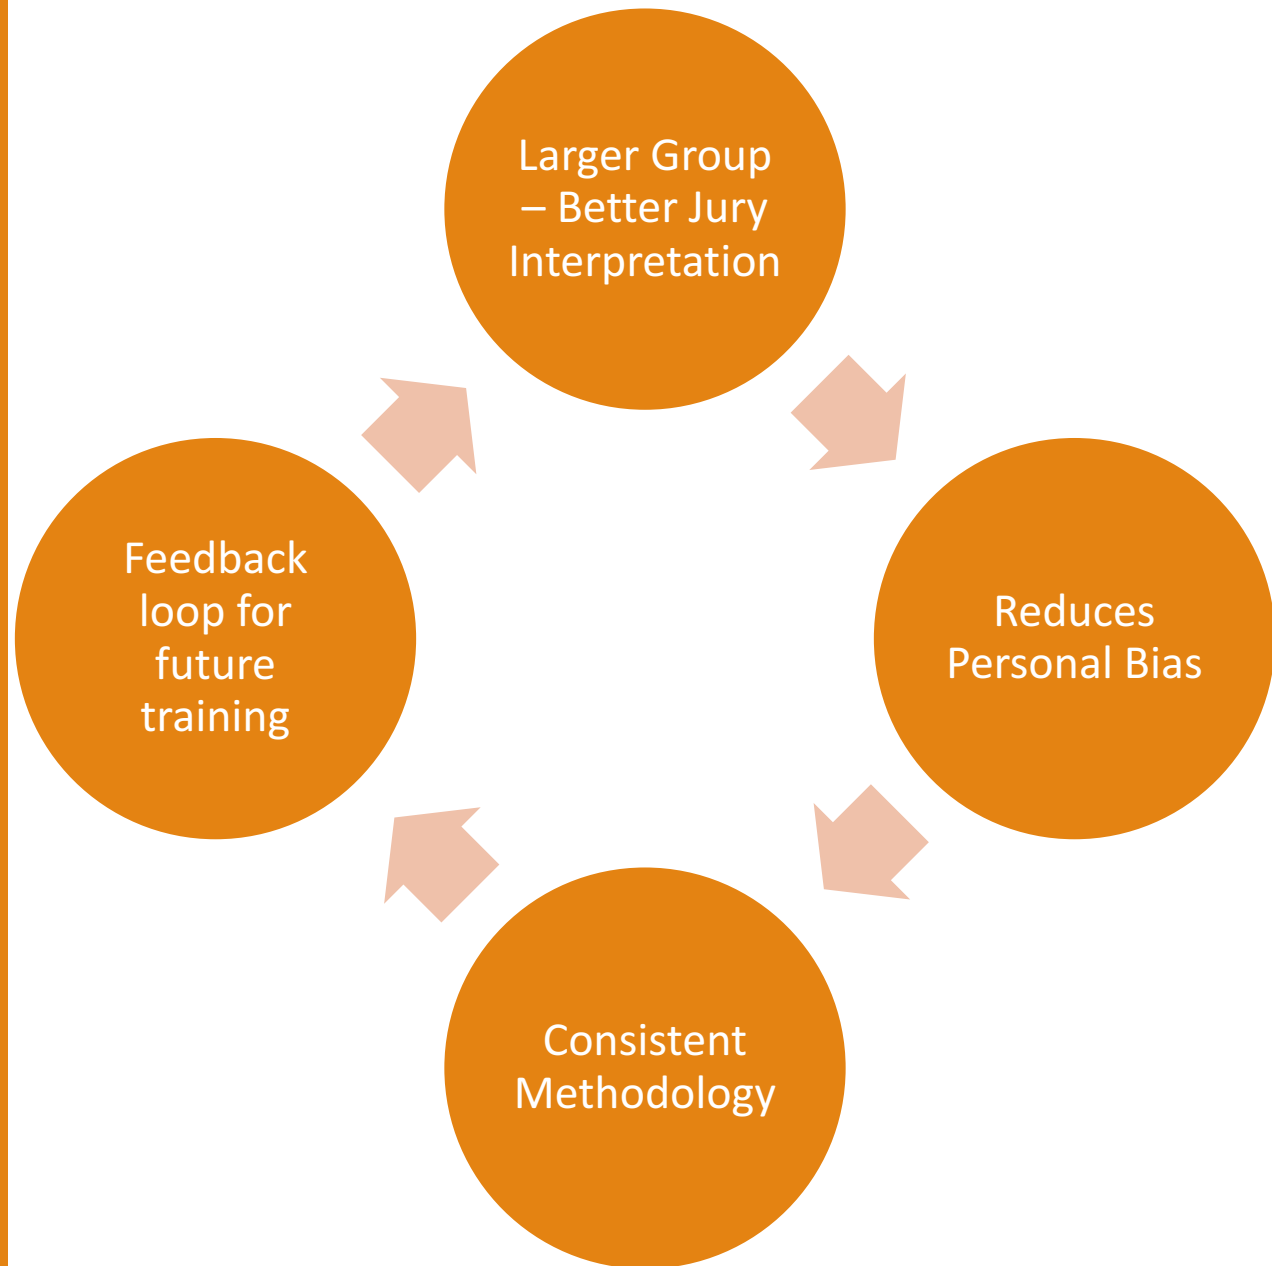 Larger Group
– Better Jury
Interpretation
Reduces
Personal Bias
Consistent
Methodology
Feedback
loop for
future
training